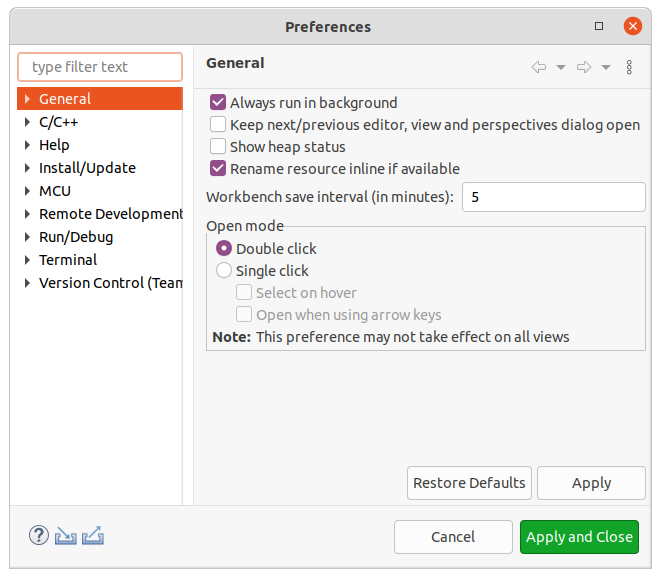 Preferences
type filter text
General
C/C++
Help
Install/Update
MCU
Remote Development
Run/Debug
Terminal
Version Control (Team
General
Always run in background
Keep next/previous editor, view and perspectives dialog open
Show heap status
Rename resource inline if available
Workbench save interval (in minutes): 5
Open mode
Double click
Single click
Select on hover
Open when using arrow keys
Note: This preference may not take effect on all views
Restore Defaults Apply
? Cancel Apply and Close